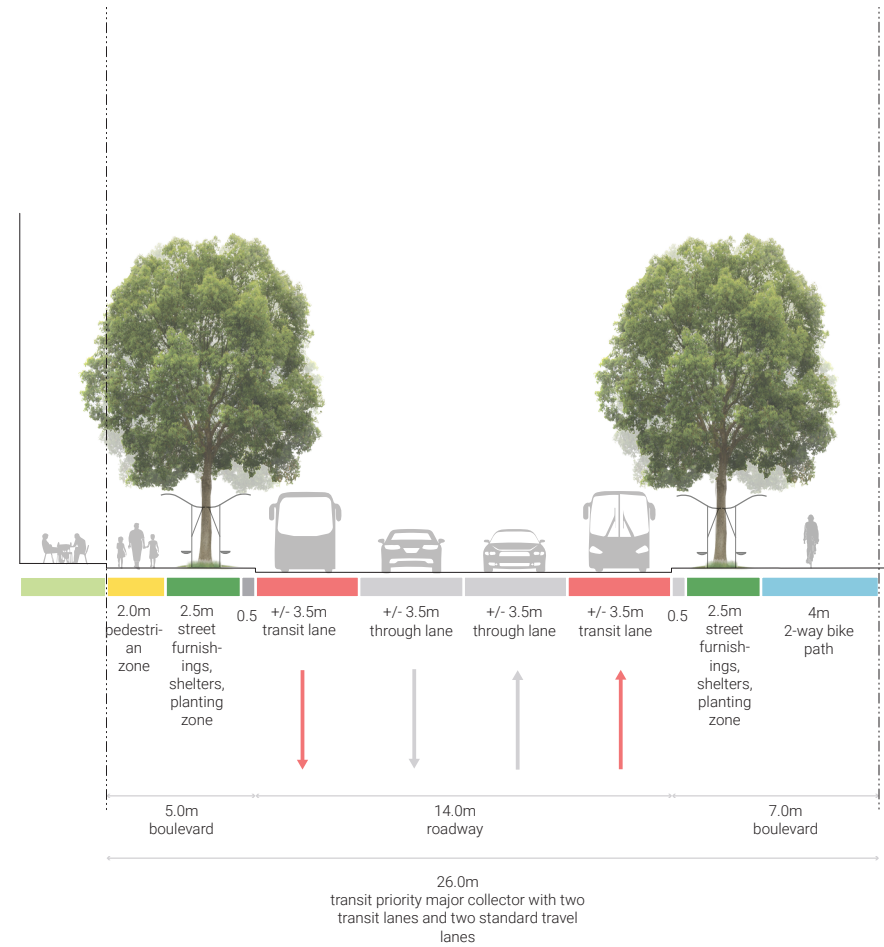 2.0m
pedestri-
an
zone
2.5m
street
furnish-
ings,
shelters,
planting
zone
0.5
+/- 3.5m
transit lane
+/- 3.5m
through lane
+/- 3.5m
through lane
+/- 3.5m
transit lane
0.5
2.5m
street
furnish-
ings,
shelters,
planting
zone
4m
2-way bike
path
5.0m
boulevard
14.0m
roadway
7.0m
boulevard
26.0m
transit priority major collector with two
transit lanes and two standard travel
lanes